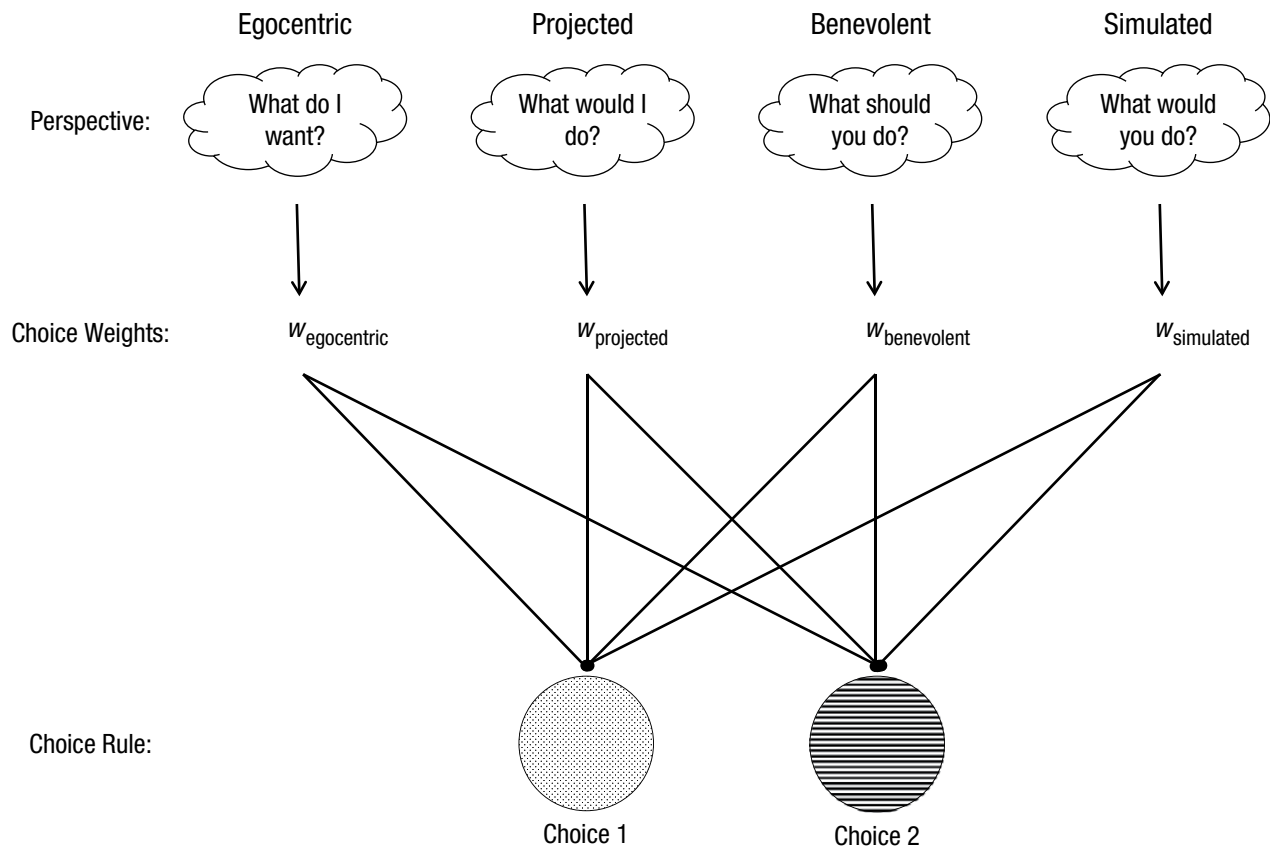 Egocentric Projected Benevolent Simulated
Perspective:
What do I
want?
What would I
do?
What should
you do?
What would
you do?
Choice Weights: wegocentric wprojected wbenevolent wsimulated
Choice Rule:
Choice 1 Choice 2